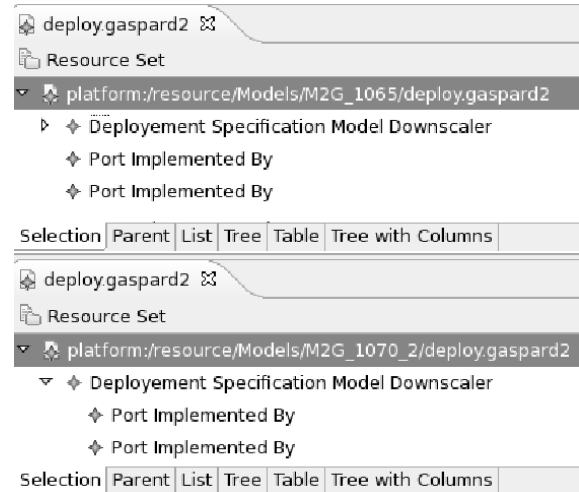 deploy.gaspard2
Resource Set
platform:/resource/Models/M2G_1065/deploy.gaspard2
Deployement Specification Model Downscaler
Port Implemented By
Port Implemented By
Selection Parent List Tree Table Tree with Columns
deploy.gaspard2
Resource Set
platform:/resource/Models/M2G_1070_2/deploy.gaspard2
Deployement Specification Model Downscaler
Port Implemented By
Port Implemented By
Selection Parent List Tree Table Tree with Columns